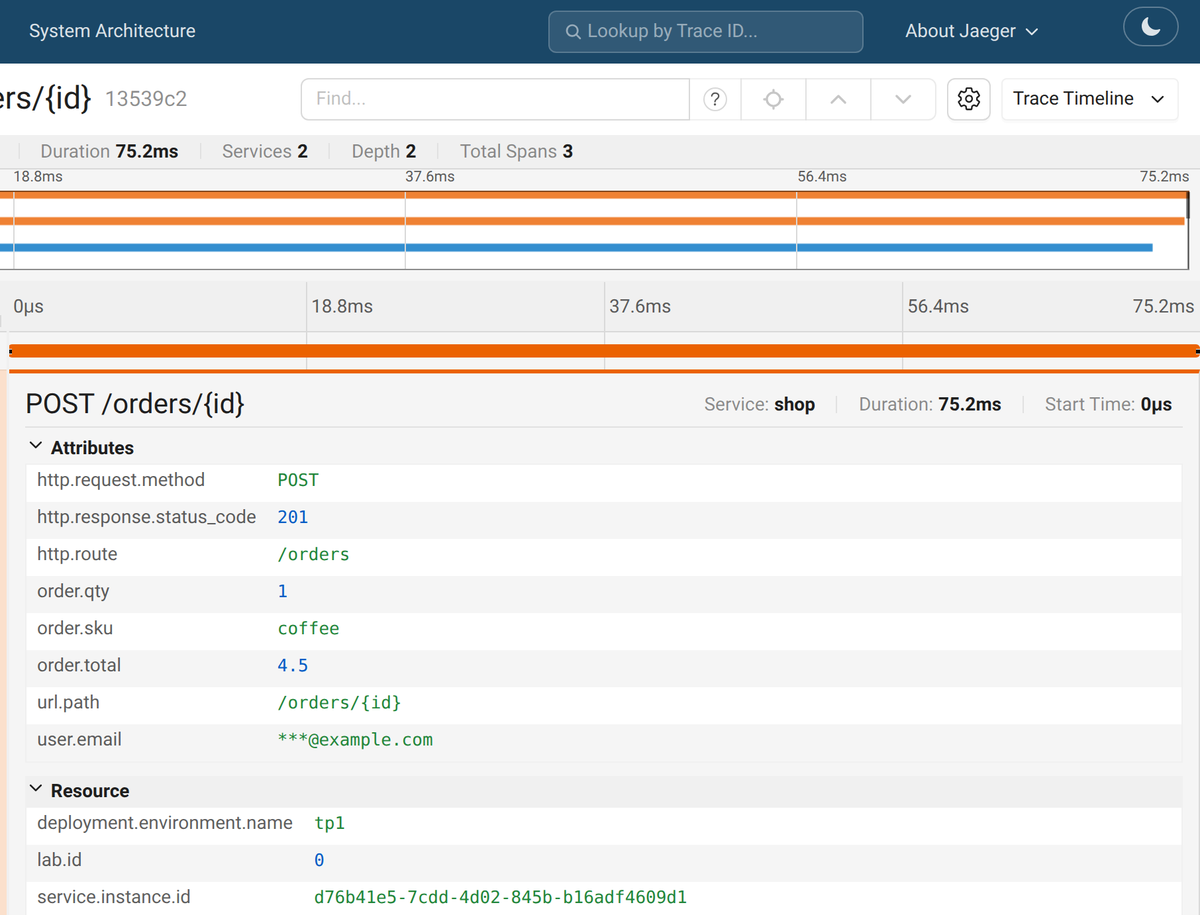 System Architecture Lookup by Trace ID... About Jaeger
ers/{id} 13539c2 Find... ? Trace Timeline
Duration 75.2ms Services 2 Depth 2 Total Spans 3
18.8ms 37.6ms 56.4ms 75.2ms
0μs 18.8ms 37.6ms 56.4ms 75.2ms
POST /orders/{id} Service: shop Duration: 75.2ms Start Time: 0μs
Attributes
http.request.method POST
http.response.status_code 201
http.route /orders
order.qty 1
order.sku coffee
order.total 4.5
url.path /orders/{id}
user.email ***@example.com
Resource
deployment.environment.name tp1
lab.id 0
service.instance.id d76b41e5-7cdd-4d02-845b-b16adf4609d1